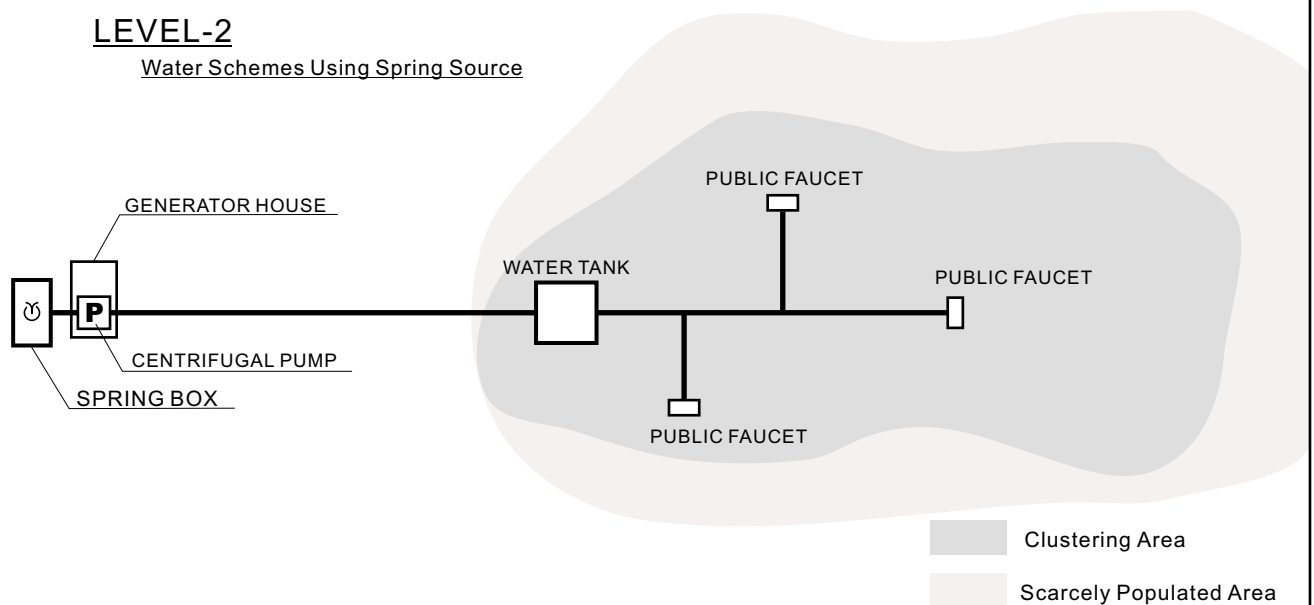 LEVEL-2
Water Schemes Using Spring Source
PUBLIC FAUCET
GENERATOR HOUSE
WATER TANK
PUBLIC FAUCET
P
CENTRIFUGAL PUMP
SPRING BOX
PUBLIC FAUCET
Clustering Area
Scarcely Populated Area